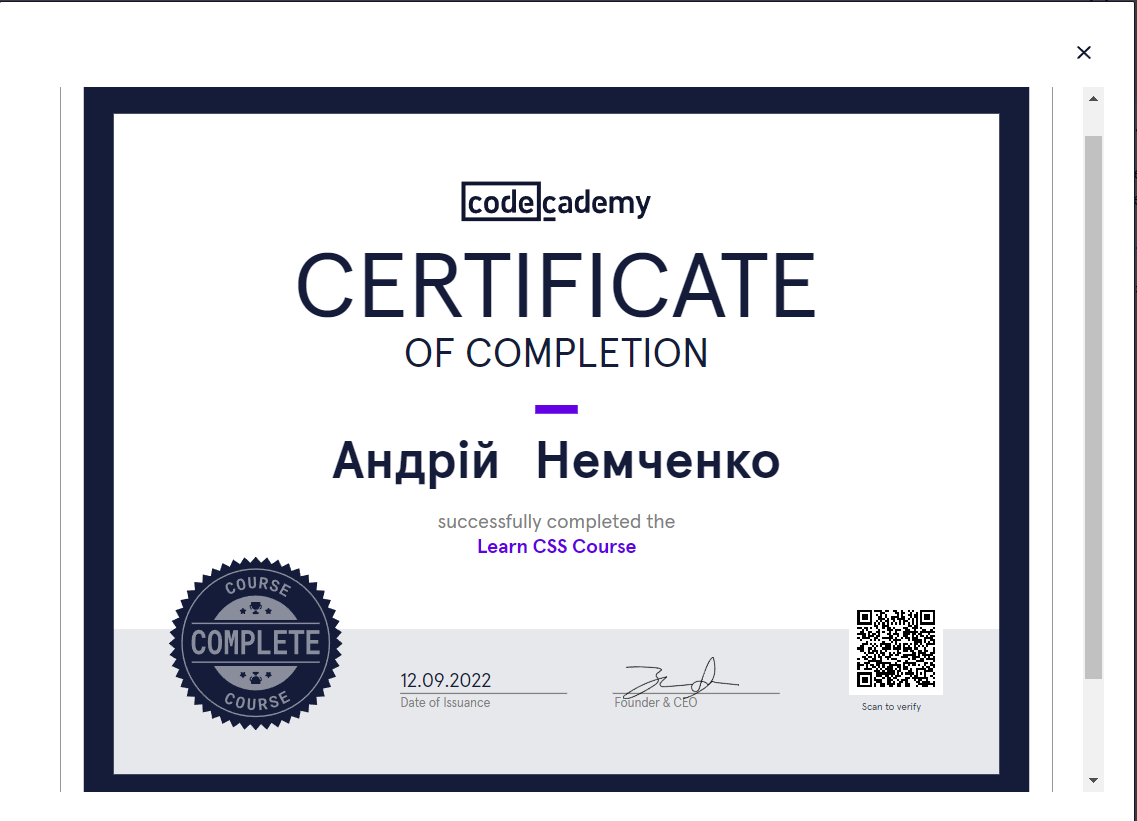 codecademy
CERTIFICATE
OF COMPLETION
Андрій Немченко
successfully completed the
Learn CSS Course
COURSE
COMPLETE
COURSE
12.09.2022
Date of Issuance
Founder & CEO
Scan to verify